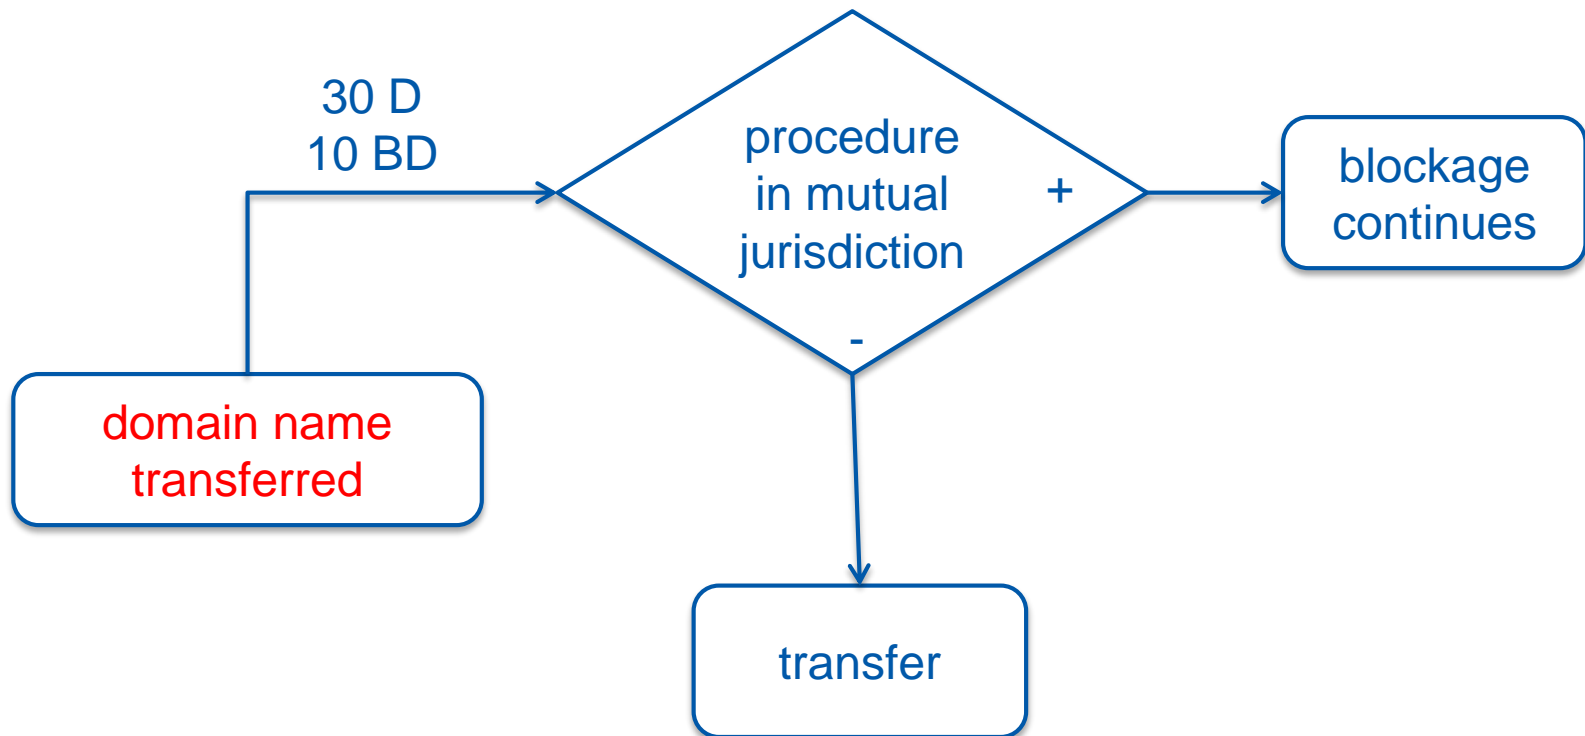 30 D
10 BD
procedure
in mutual
jurisdiction
+
-
blockage
continues
domain name
transferred
transfer